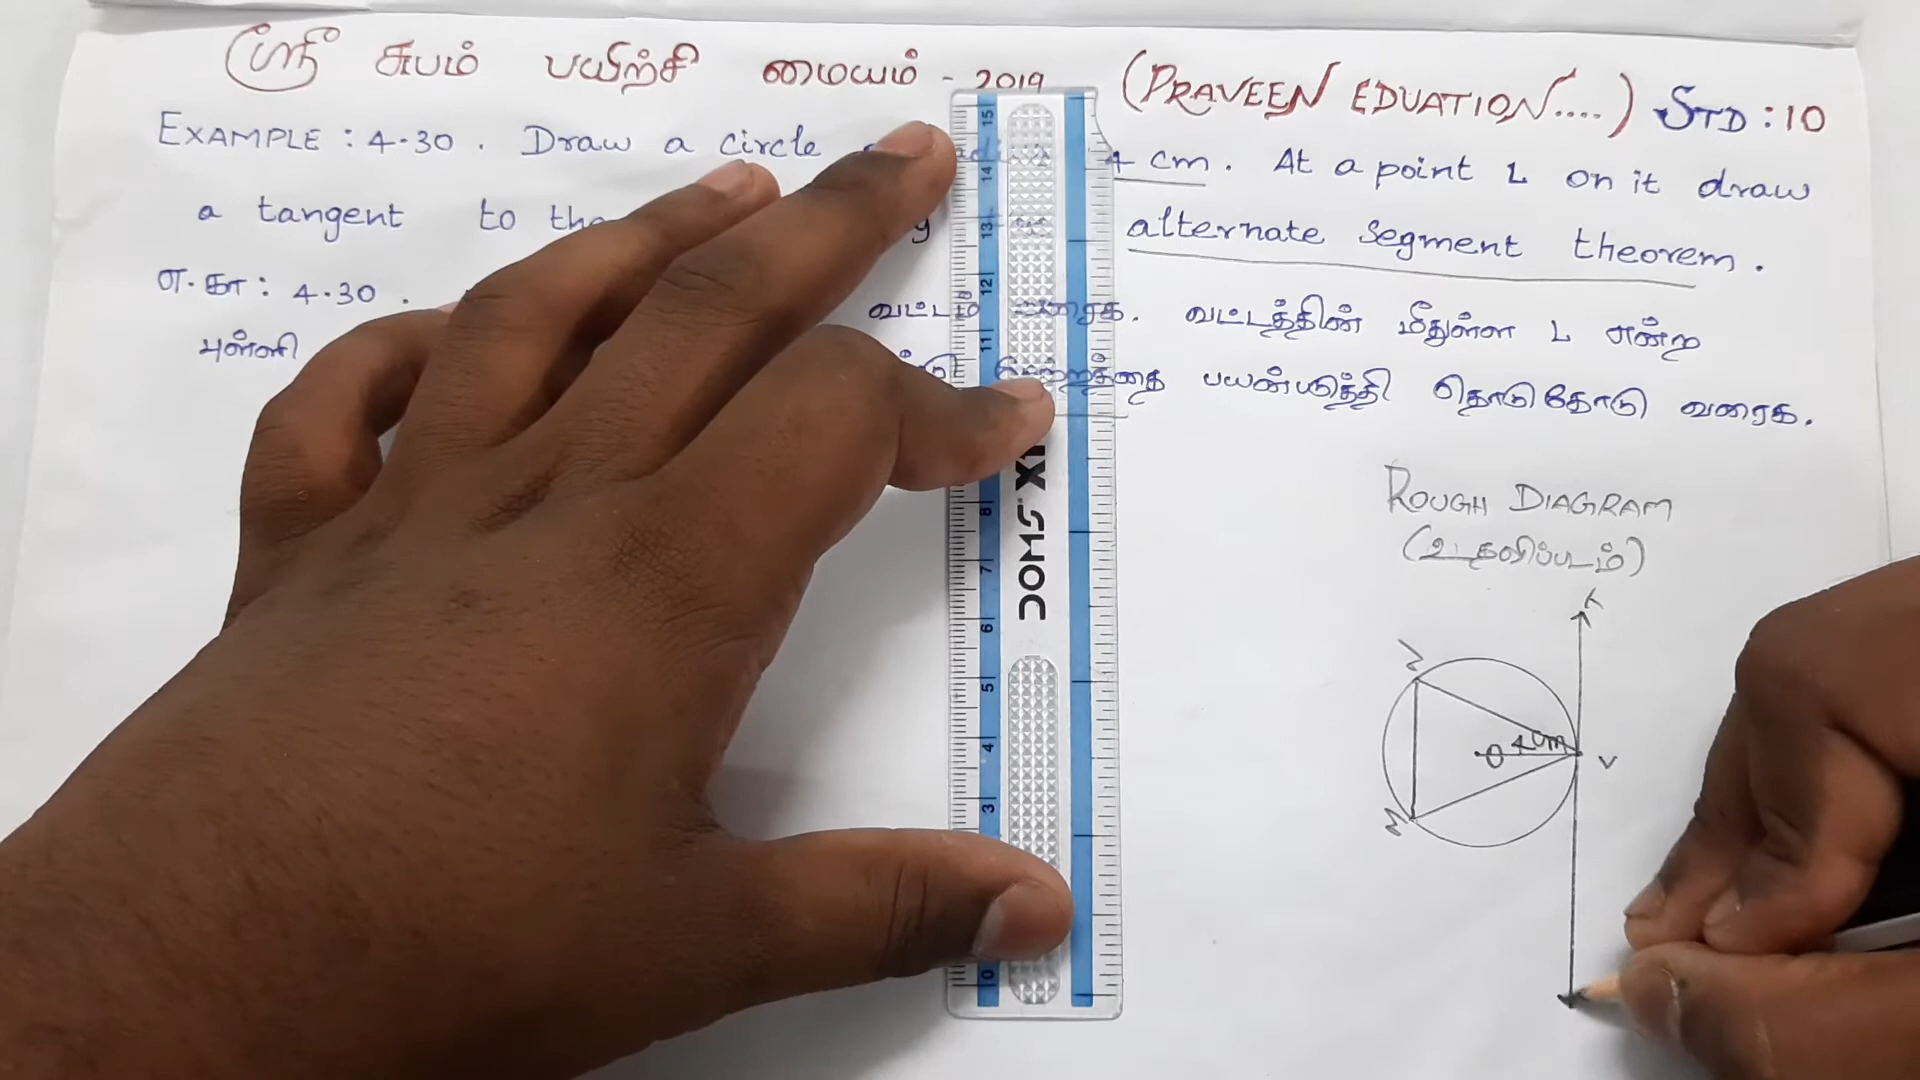 ஸ்ரீ சுபம் பயிற்சி மையம் - 2019 (PRAVEEN EDUATION....) STD : 10
EXAMPLE : 4.30 . Draw a circle 4 cm . At a point L on it draw
a tangent to the alternate segment theorem .
எ.கா : 4.30 . வட்டம் வரைக. வட்டத்தின் மீதுள்ள L என்ற
புள்ளி பயன்படுத்தி தொடுகோடு வரைக.
ROUGH DIAGRAM
(உதவிப்படம்)
O 4cm
15
14
13
12
11
8
7
6
5
4
3
0
DOMS